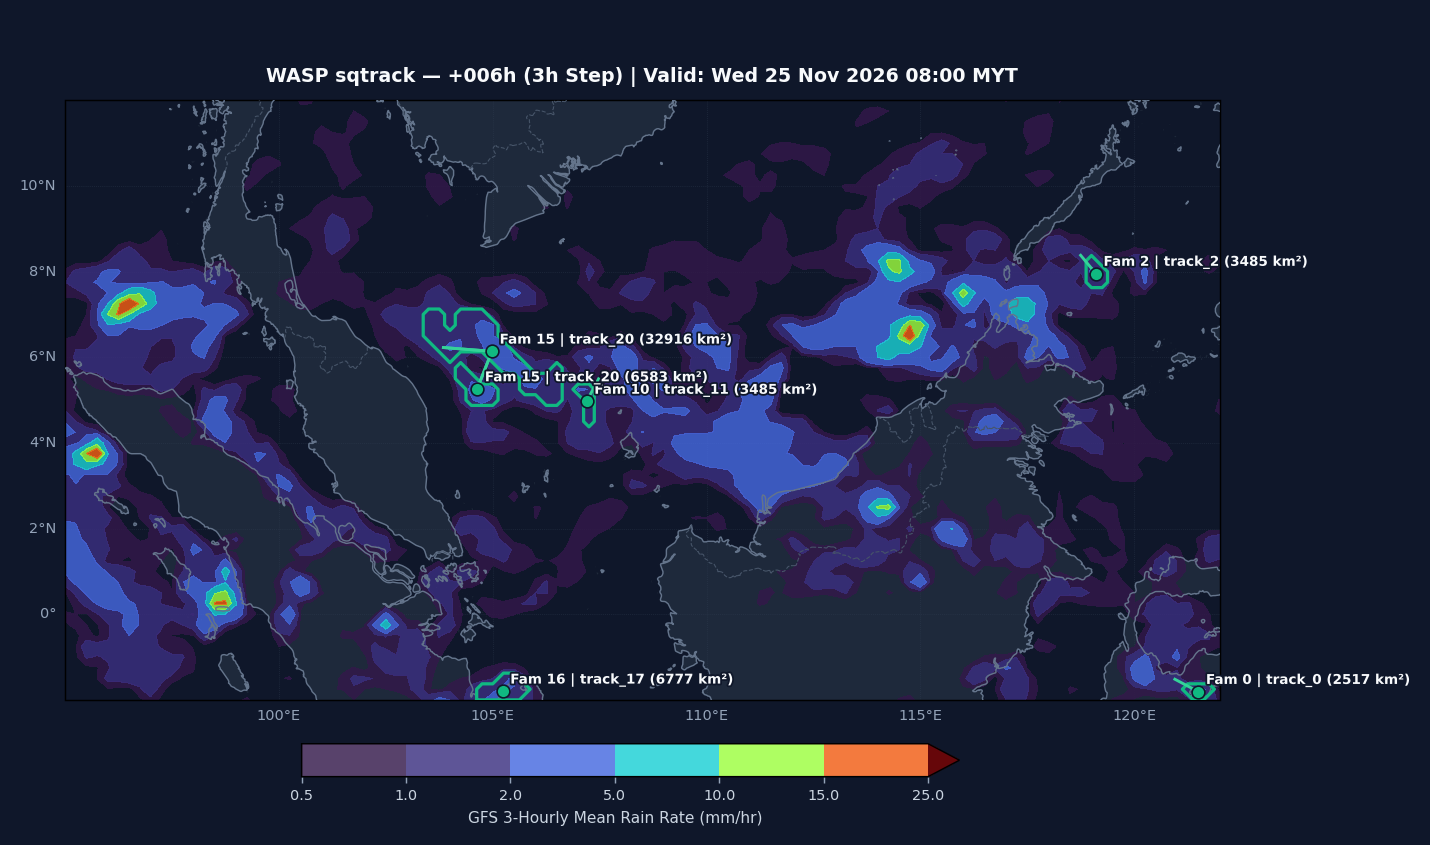 WASP sqtrack — +006h (3h Step) | Valid: Wed 25 Nov 2026 08:00 MYT
10°N
8°N
6°N
4°N
2°N
0°
Fam 2 | track_2 (3485 km²)
Fam 15 | track_20 (32916 km²)
Fam 15 | track_20 (6583 km²)
Fam 10 | track_11 (3485 km²)
Fam 16 | track_17 (6777 km²)
Fam 0 | track_0 (2517 km²)
100°E 105°E 110°E 115°E 120°E
0.5 1.0 2.0 5.0 10.0 15.0 25.0
GFS 3-Hourly Mean Rain Rate (mm/hr)